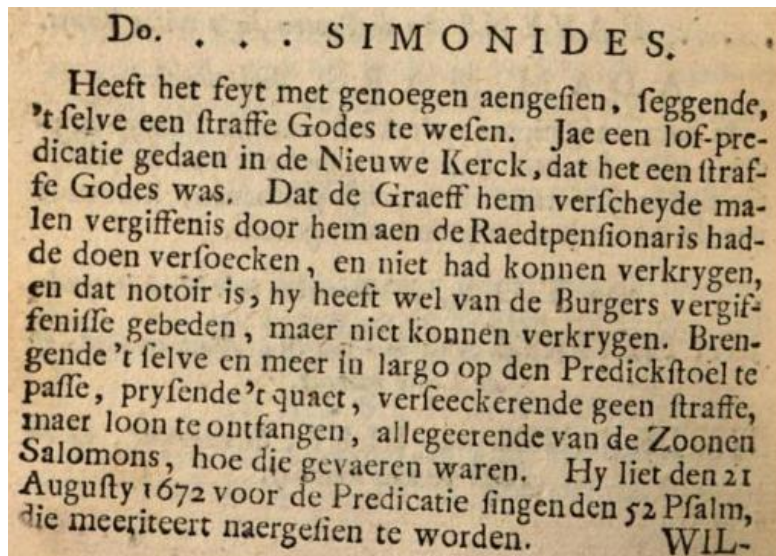 Do. . . . SIMONIDES.
Heeft het feyt met genoegen aengeſien, ſeggende,
't ſelve een ſtraffe Godes te weſen. Jae een lof-pre-
dicatie gedaen in de Nieuwe Kerck, dat het een ſtraf-
fe Godes was. Dat de Graeff hem verſcheyde ma-
len vergiffenis door hem aen de Raedtpenſionaris had-
de doen verſoecken, en niet had konnen verkrygen,
en dat notoir is, hy heeft wel van de Burgers vergif-
feniſſe gebeden, maer niet konnen verkrygen. Bren-
gende 't ſelve en meer in largo op den Predickſtoel te
paſſe, pryſende 't quaet, verſeeckerende geen ſtraffe,
maer loon te ontfangen, allegeerende van de Zoonen
Salomons, hoe die gevaeren waren. Hy liet den 21
Auguſty 1672 voor de Predicatie ſingen den 52 Pſalm,
die meeriteert naergeſien te worden. WIL-